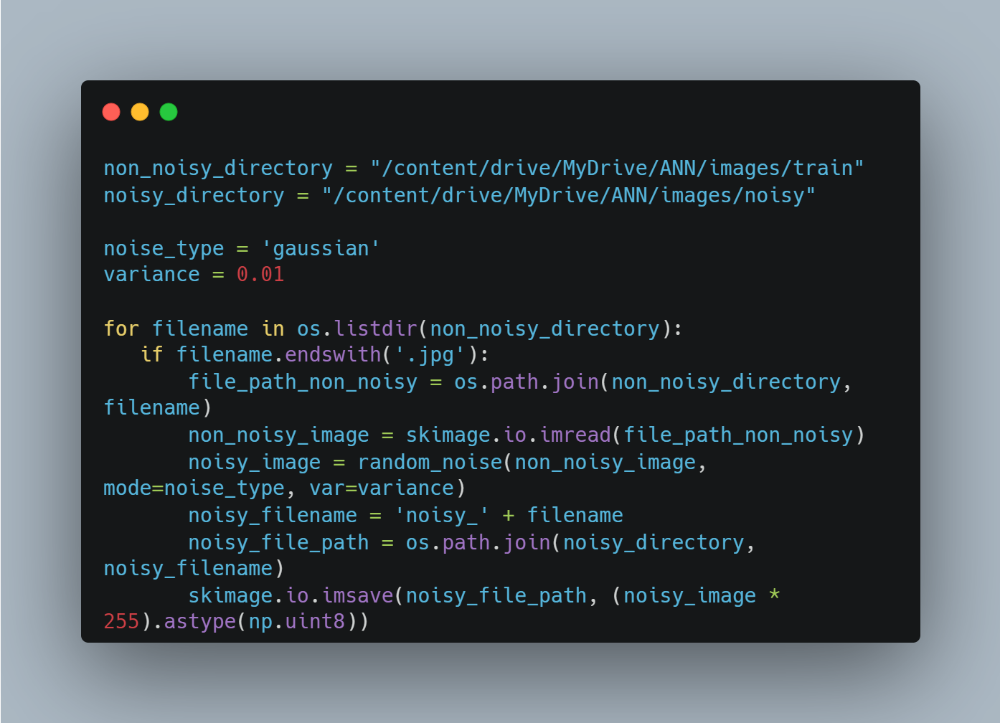 non_noisy_directory = "/content/drive/MyDrive/ANN/images/train"
noisy_directory = "/content/drive/MyDrive/ANN/images/noisy"

noise_type = 'gaussian'
variance = 0.01

for filename in os.listdir(non_noisy_directory):
   if filename.endswith('.jpg'):
       file_path_non_noisy = os.path.join(non_noisy_directory,
filename)
       non_noisy_image = skimage.io.imread(file_path_non_noisy)
       noisy_image = random_noise(non_noisy_image,
mode=noise_type, var=variance)
       noisy_filename = 'noisy_' + filename
       noisy_file_path = os.path.join(noisy_directory,
noisy_filename)
       skimage.io.imsave(noisy_file_path, (noisy_image *
255).astype(np.uint8))